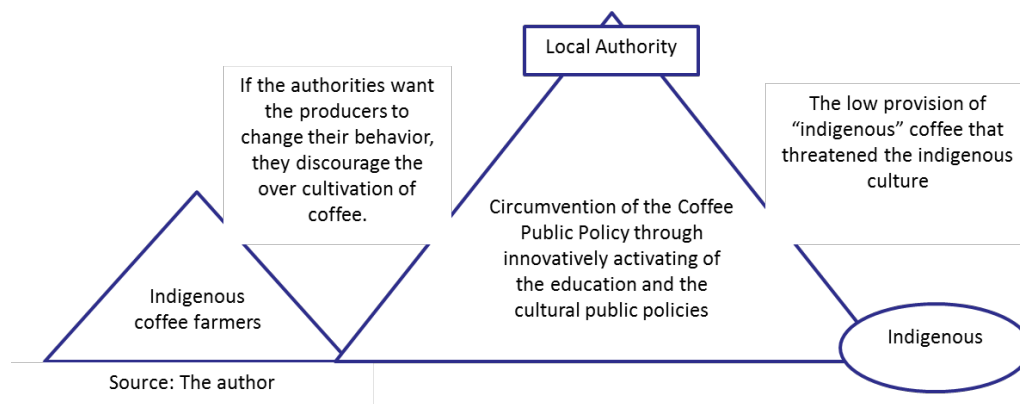 Local Authority
If the authorities want
the producers to
change their behavior,
they discourage the
over cultivation of
coffee.
The low provision of
“indigenous” coffee that
threatened the indigenous
culture
Circumvention of the Coffee
Public Policy through
innovatively activating of
the education and the
cultural public policies
Indigenous
coffee farmers
Indigenous
Source: The author